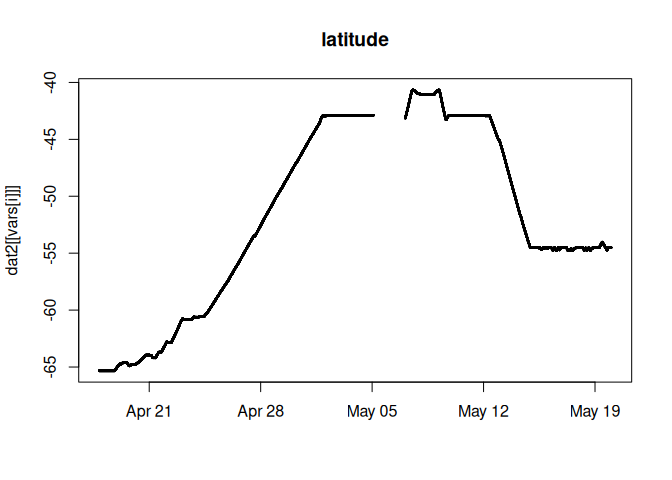 latitude
dat2[[vars[i]]]
-40
-45
-50
-55
-60
-65
Apr 21
Apr 28
May 05
May 12
May 19